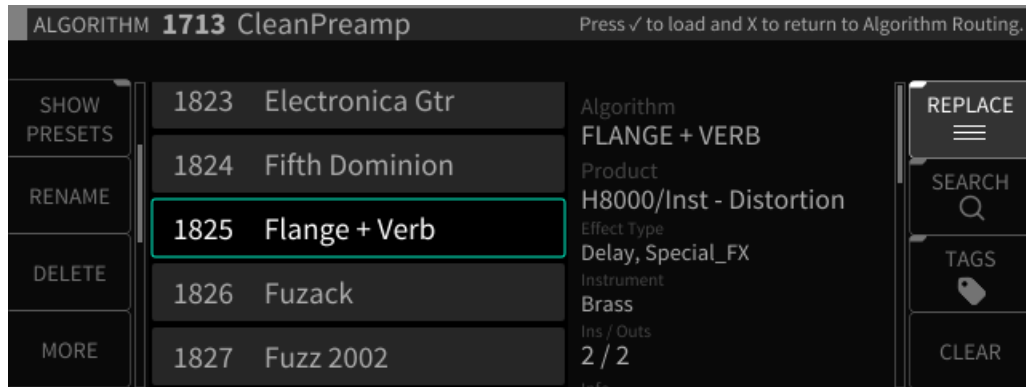 ALGORITHM 1713 CleanPreamp
Press ✓ to load and X to return to Algorithm Routing.
SHOW
PRESETS
RENAME
DELETE
MORE
1823 Electronica Gtr
1824 Fifth Dominion
1825 Flange + Verb
1826 Fuzack
1827 Fuzz 2002
Algorithm
FLANGE + VERB
Product
H8000/Inst - Distortion
Effect Type
Delay, Special_FX
Instrument
Brass
Ins / Outs
2 / 2
REPLACE
SEARCH
TAGS
CLEAR